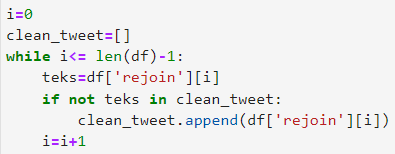 i=0
clean_tweet=[]
while i<= len(df)-1:
    teks=df['rejoin'][i]
    if not teks in clean_tweet:
        clean_tweet.append(df['rejoin'][i])
    i=i+1